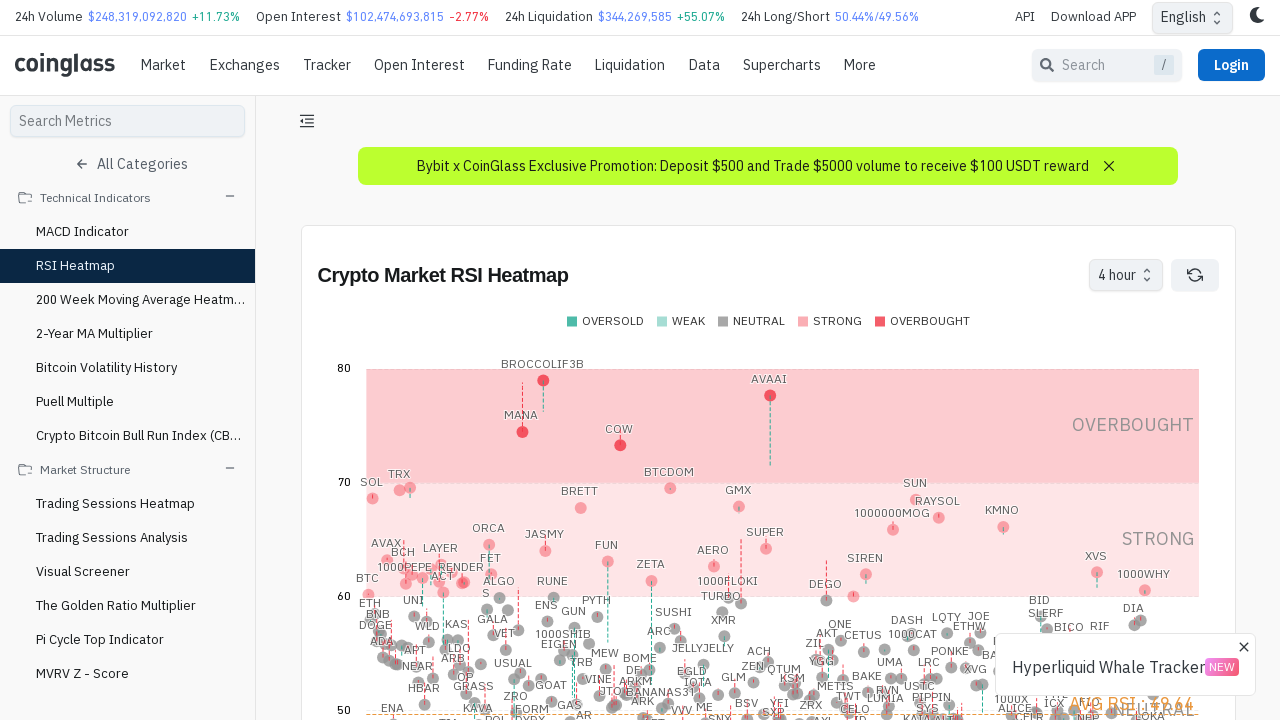 24h Volume $248,319,092,820 +11.73% Open Interest $102,474,693,815 -2.77% 24h Liquidation $344,269,585 +55.07% 24h Long/Short 50.44%/49.56% API Download APP English
coinglass Market Exchanges Tracker Open Interest Funding Rate Liquidation Data Supercharts More Search / Login
Search Metrics
All Categories
Technical Indicators
MACD Indicator
RSI Heatmap
200 Week Moving Average Heatm...
2-Year MA Multiplier
Bitcoin Volatility History
Puell Multiple
Crypto Bitcoin Bull Run Index (CB...
Market Structure
Trading Sessions Heatmap
Trading Sessions Analysis
Visual Screener
The Golden Ratio Multiplier
Pi Cycle Top Indicator
MVRV Z - Score
Bybit x CoinGlass Exclusive Promotion: Deposit $500 and Trade $5000 volume to receive $100 USDT reward
Crypto Market RSI Heatmap
4 hour
OVERSOLD WEAK NEUTRAL STRONG OVERBOUGHT
80
BROCCOLIF3B
AVAAI
MANA
COW
OVERBOUGHT
BTCDOM
TRX
SOL
70
BRETT
GMX
SUN
RAYSOL
1000000MOG
KMNO
ORCA
JASMY
SUPER
STRONG
AVAX
BCH
LAYER
FUN
AERO
FET
SIREN
XVS
1000PEPE
RENDER
ZETA
ACT
1000WHY
BTC
ALGO
RUNE
1000FLOKI
DEGO
60
S
TURBO
ETH
UNI
PYTH
BID
BNB
ENS
GUN
SUSHI
DIA
SLERF
DOGE
WLD
KAS
GALA
XMR
ONE
DASH
LQTY
JOE
ETHW
BICO
RIF
VET
1000SHIB
ARC
AKT
CETUS
1000CAT
ADA
APT
LDO
EIGEN
MEW
JELLYJELLY
ACH
ZIL
PONKE
NEAR
ARB
USUAL
TRB
BOME
ZEN
QTUM
YGG
UMA
LRC
XVG
OP
DF
EGLD
GLM
KSM
BAKE
HBAR
GRASS
GOAT
VINE
ARKM
IOTA
METIS
RVN
USTC
ZRO
BANANAS31
TWT
LUMIA
PIPPIN
1000X
ENA
KAVA
FORM
GAS
ARK
ME
BSV
ZRX
CELO
SYS
ALICE
ICX
50
AVG RSI
Hyperliquid Whale Tracker NEW